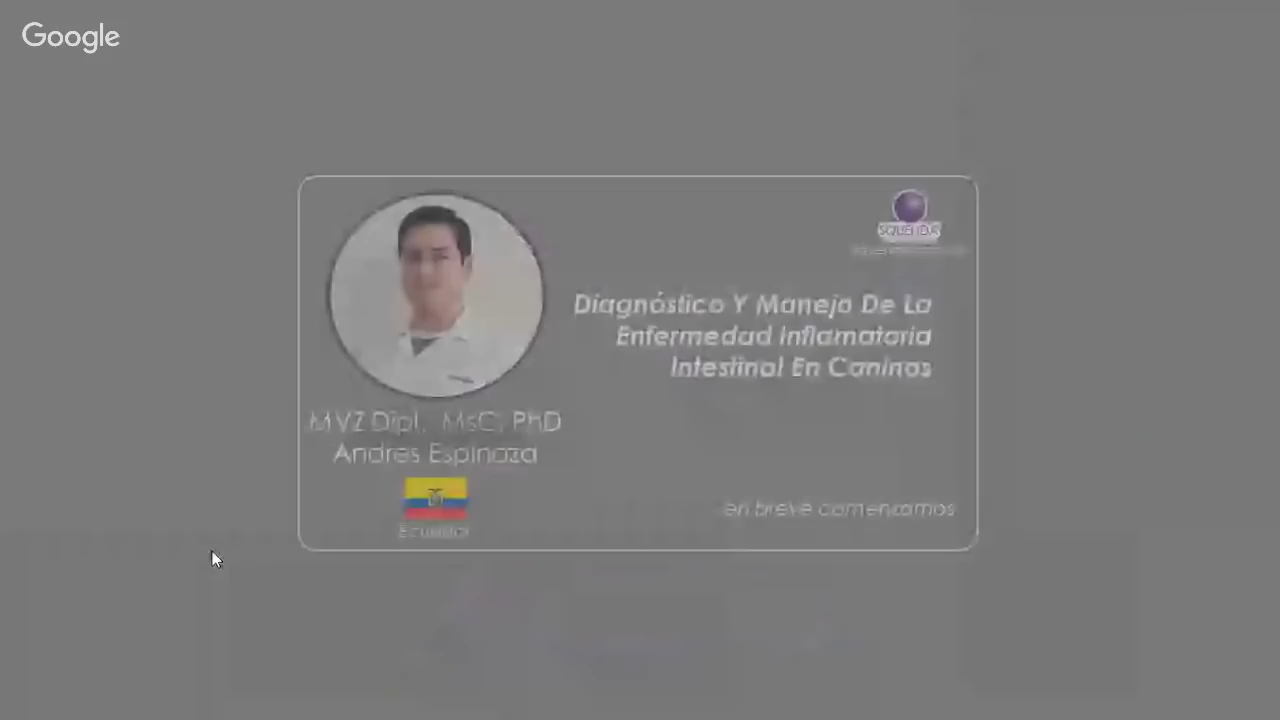 Google
SQUENDA
Diagnóstico Y Manejo De La
Enfermedad Inflamatoria
Intestinal En Caninos
MVZ Dipl, MsC, PhD
Andres Espinoza
Ecuador
en breve comenzamos